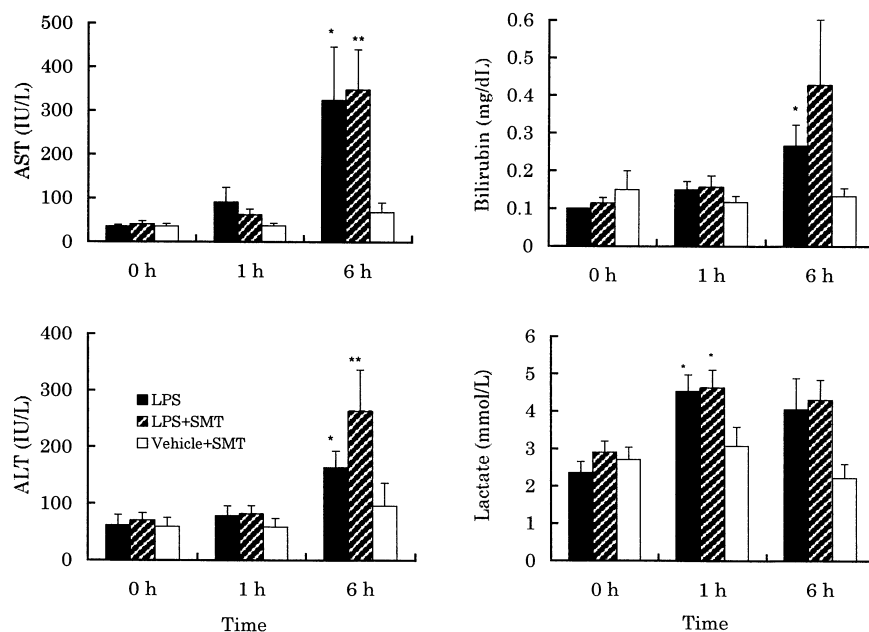 500
400
300
200
100
0
AST (IU/L)
*
**
0 h
1 h
6 h
0.6
0.5
0.4
0.3
0.2
0.1
0
Bilirubin (mg/dL)
*
0 h
1 h
6 h
400
300
200
100
0
ALT (IU/L)
LPS
LPS+SMT
Vehicle+SMT
*
**
0 h
1 h
6 h
Time
6
5
4
3
2
1
0
Lactate (mmol/L)
*
*
0 h
1 h
6 h
Time